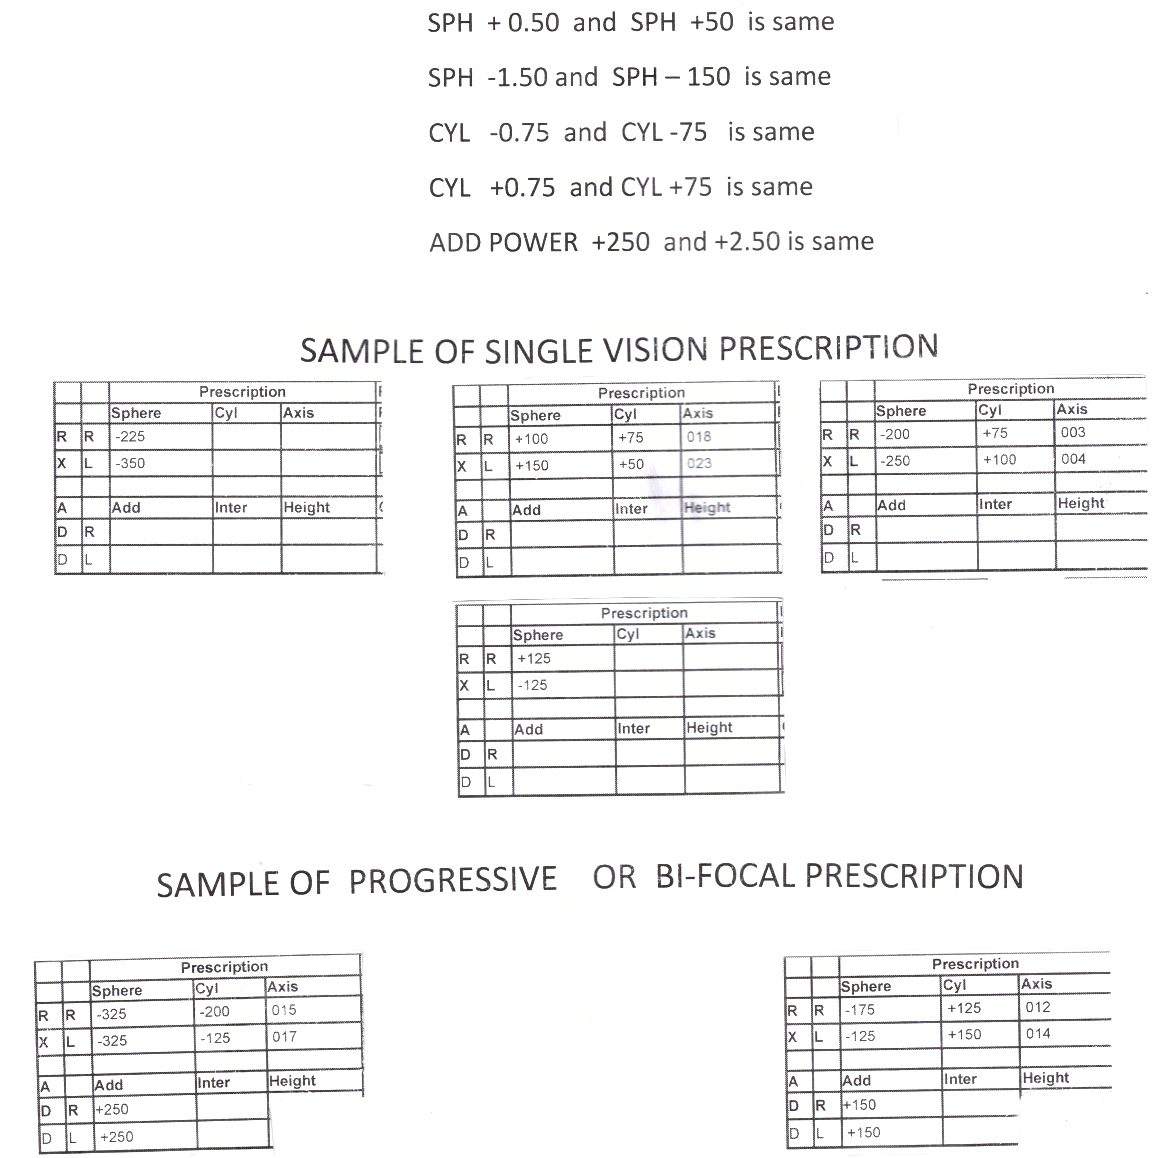 SPH + 0.50 and SPH +50 is same
SPH -1.50 and SPH – 150 is same
CYL -0.75 and CYL -75 is same
CYL +0.75 and CYL +75 is same
ADD POWER +250 and +2.50 is same
SAMPLE OF SINGLE VISION PRESCRIPTION
Prescription
Sphere Cyl Axis
R R -225
X L -350
A Add Inter Height
D R
D L
Prescription
Sphere Cyl Axis
R R +100 +75 018
X L +150 +50 023
A Add Inter Height
D R
D L
Prescription
Sphere Cyl Axis
R R -200 +75 003
X L -250 +100 004
A Add Inter Height
D R
D L
Prescription
Sphere Cyl Axis
R R +125
X L -125
A Add Inter Height
D R
D L
SAMPLE OF PROGRESSIVE OR BI-FOCAL PRESCRIPTION
Prescription
Sphere Cyl Axis
R R -325 -200 015
X L -325 -125 017
A Add Inter Height
D R +250
D L +250
Prescription
Sphere Cyl Axis
R R -175 +125 012
X L -125 +150 014
A Add Inter Height
D R +150
D L +150